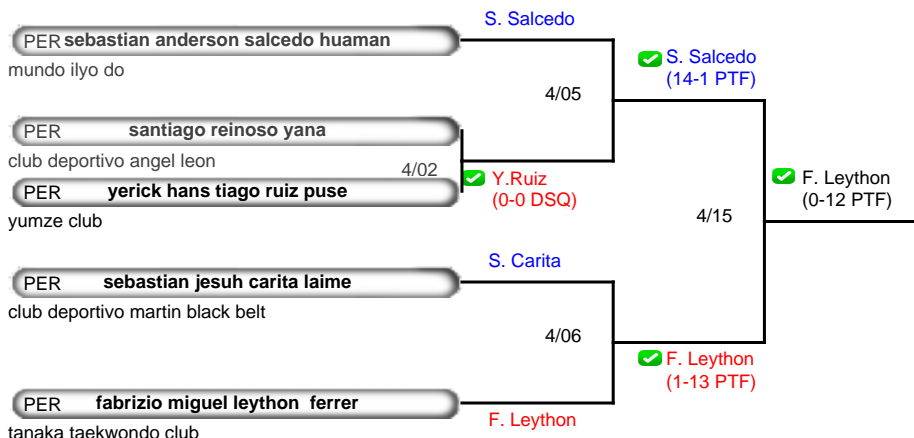 S. Salcedo
PER sebastian anderson salcedo huaman
mundo ilyo do
S. Salcedo
(14-1 PTF)
4/05
PER santiago reinoso yana
club deportivo angel leon
4/02
Y.Ruiz
(0-0 DSQ)
PER yerick hans tiago ruiz puse
yumze club
F. Leython
(0-12 PTF)
4/15
S. Carita
PER sebastian jesuh carita laime
club deportivo martin black belt
4/06
F. Leython
(1-13 PTF)
PER fabrizio miguel leython ferrer
F. Leython
tanaka taekwondo club